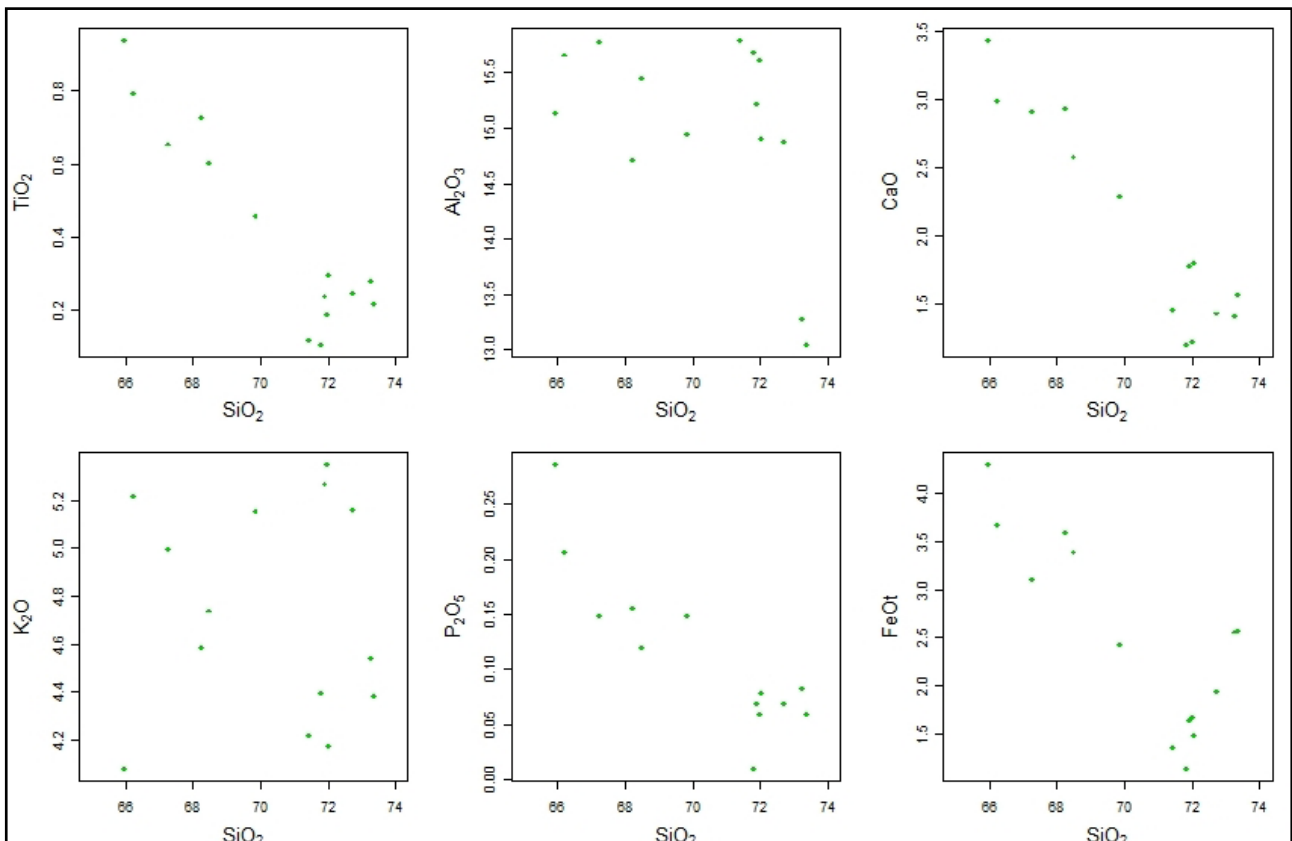 TiO₂
0.2 0.4 0.6 0.8
66 68 70 72 74
SiO₂
Al₂O₃
13.0 13.5 14.0 14.5 15.0 15.5
66 68 70 72 74
SiO₂
CaO
1.5 2.0 2.5 3.0 3.5
66 68 70 72 74
SiO₂
K₂O
4.2 4.4 4.6 4.8 5.0 5.2
66 68 70 72 74
SiO₂
P₂O₅
0.00 0.05 0.10 0.15 0.20 0.25
66 68 70 72 74
SiO₂
FeOt
1.5 2.0 2.5 3.0 3.5 4.0
66 68 70 72 74
SiO₂